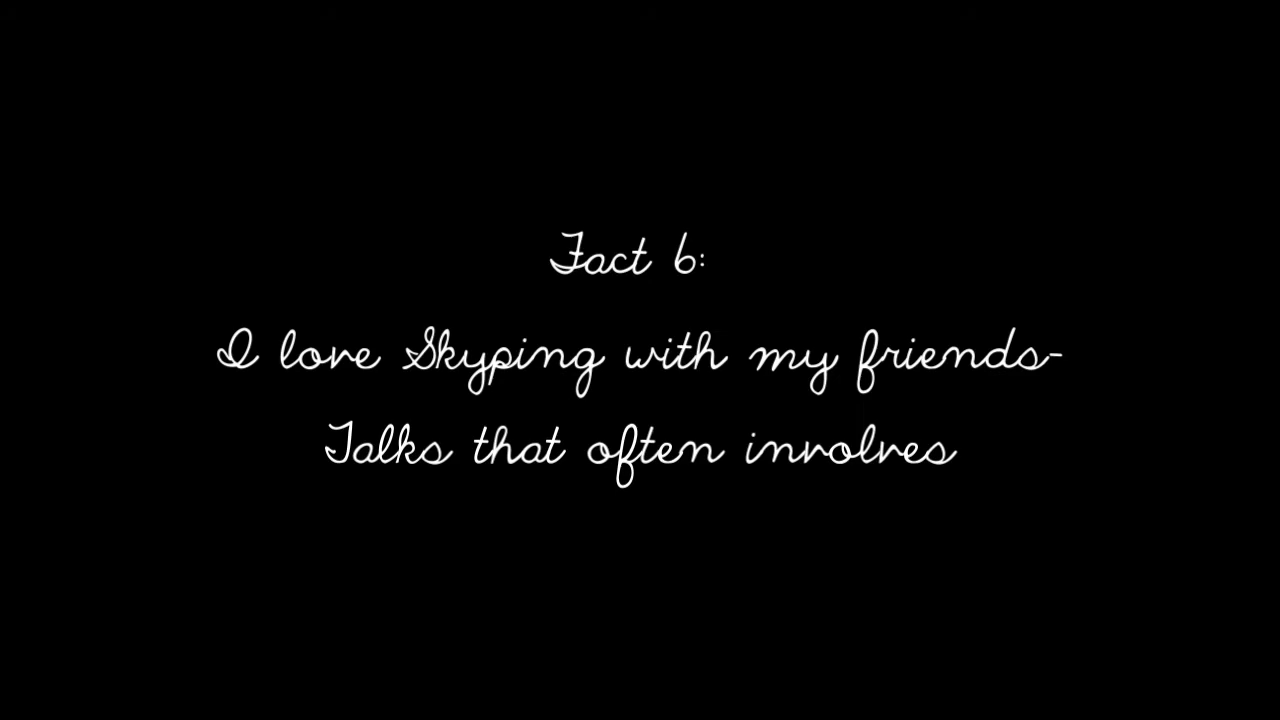 Fact 6:
I love Skyping with my friends-
Talks that often involves